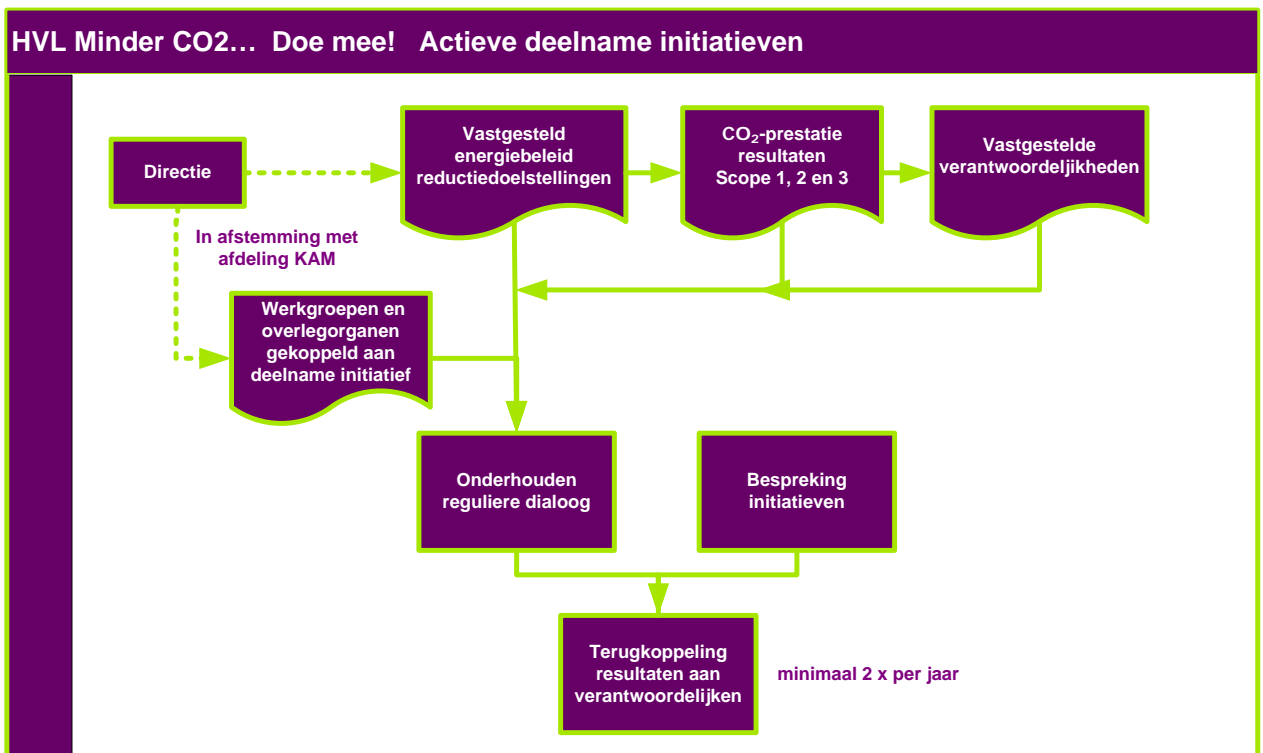 HVL Minder CO2… Doe mee! Actieve deelname initiatieven
Directie
Vastgesteld
energiebeleid
reductiedoelstellingen
CO₂-prestatie
resultaten
Scope 1, 2 en 3
Vastgestelde
verantwoordeljikheden
In afstemming met
afdeling KAM
Werkgroepen en
overlegorganen
gekoppeld aan
deelname initiatief
Onderhouden
reguliere dialoog
Bespreking
initiatieven
Terugkoppeling
resultaten aan
verantwoordelijken
minimaal 2 x per jaar